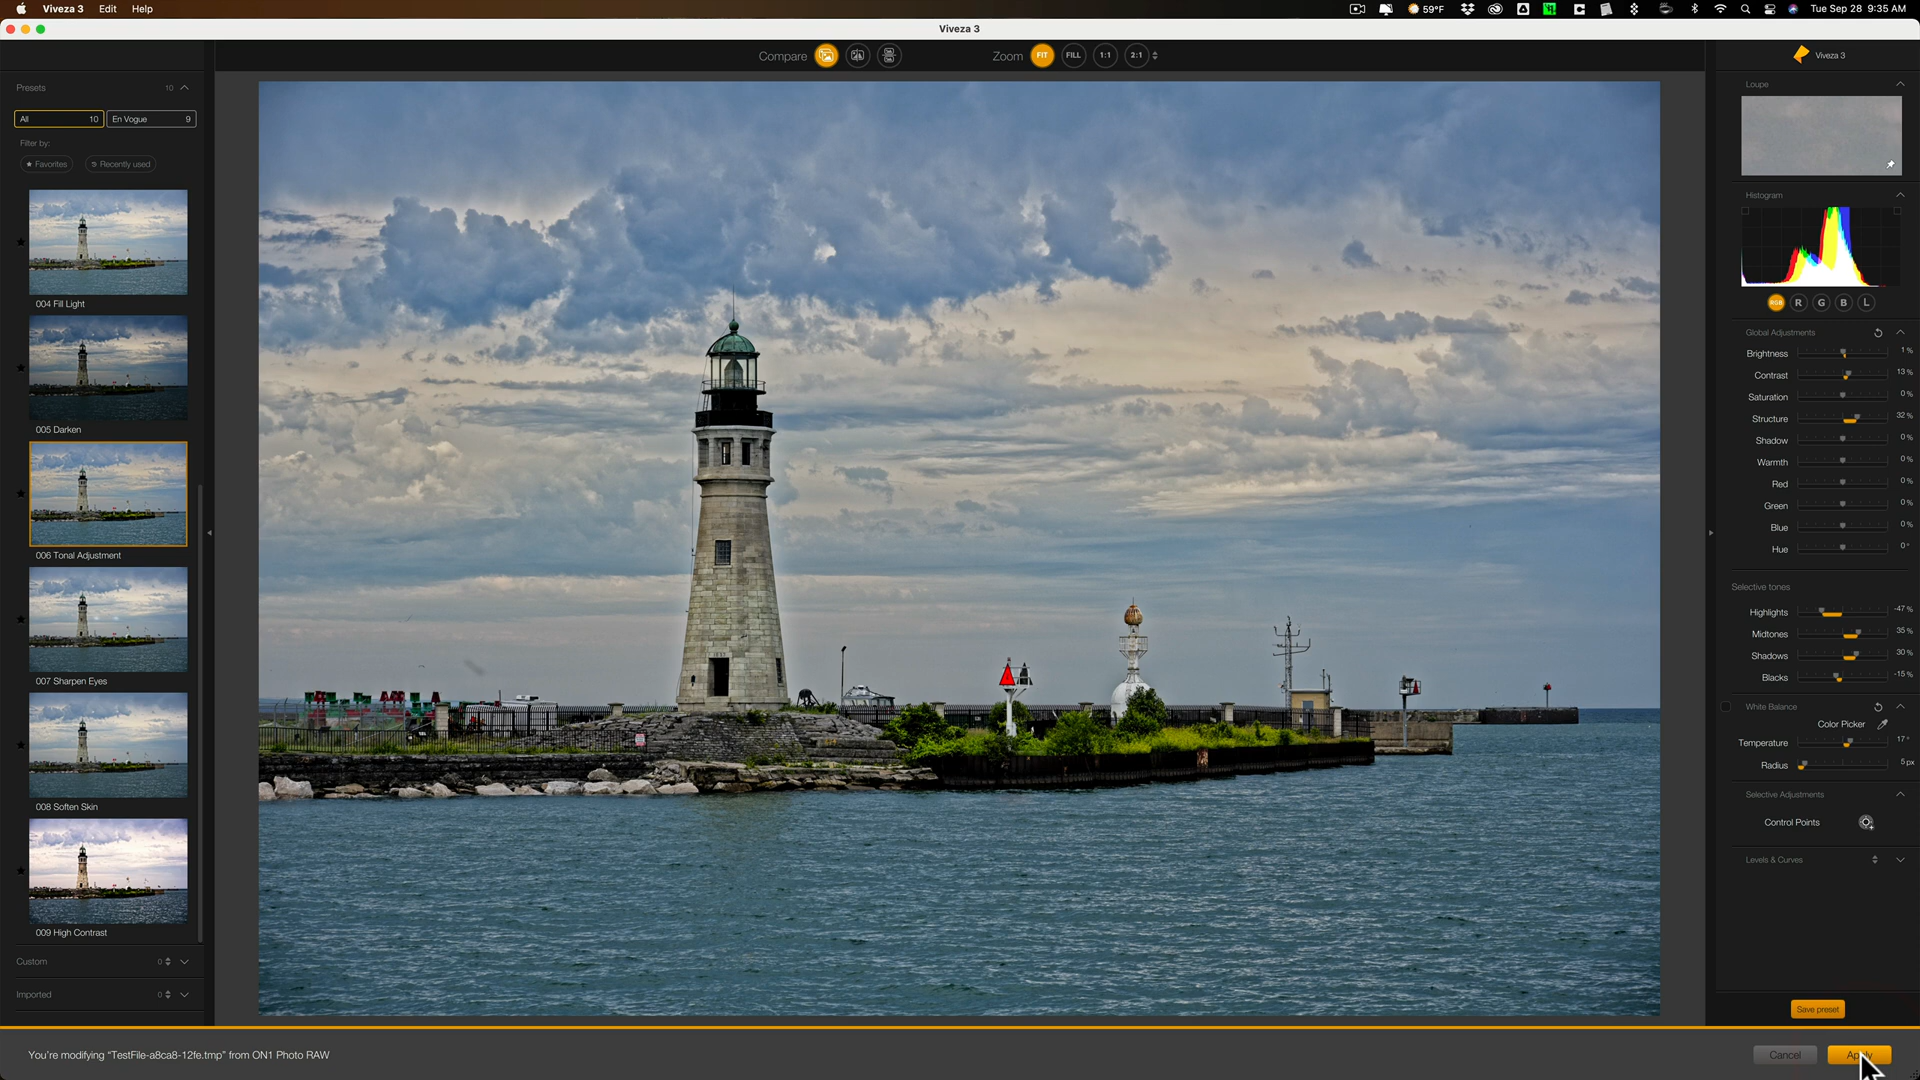 Viveza 3 Edit Help
59°F
Tue Sep 28 9:35 AM
Viveza 3
Compare
Zoom FIT FILL 1:1 2:1
Viveza 3
Presets 10
All 10 En Vogue 9
Filter by:
Favorites Recently used
004 Fill Light
005 Darken
006 Tonal Adjustment
007 Sharpen Eyes
008 Soften Skin
009 High Contrast
Custom 0
Imported 0
Loupe
Histogram
RGB R G B L
Global Adjustments
Brightness 1 %
Contrast 13 %
Saturation 0 %
Structure 32 %
Shadow 0 %
Warmth 0 %
Red 0 %
Green 0 %
Blue 0 %
Hue 0 °
Selective tones
Highlights -47 %
Midtones 35 %
Shadows 30 %
Blacks -15 %
White Balance
Color Picker
Temperature 17 °
Radius 5 px
Selective Adjustments
Control Points
Levels & Curves
Save preset
You're modifying "TestFile-a8ca8-12fe.tmp" from ON1 Photo RAW
Cancel Apply